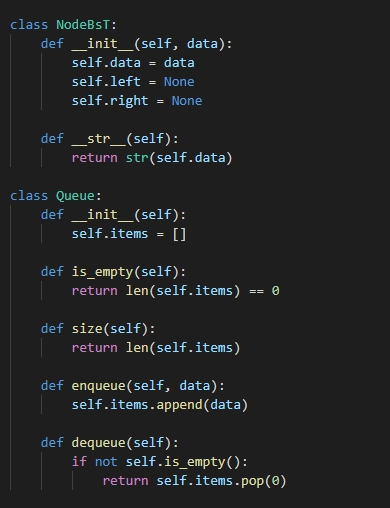 class NodeBsT:
    def __init__(self, data):
        self.data = data
        self.left = None
        self.right = None

    def __str__(self):
        return str(self.data)

class Queue:
    def __init__(self):
        self.items = []

    def is_empty(self):
        return len(self.items) == 0

    def size(self):
        return len(self.items)

    def enqueue(self, data):
        self.items.append(data)

    def dequeue(self):
        if not self.is_empty():
            return self.items.pop(0)